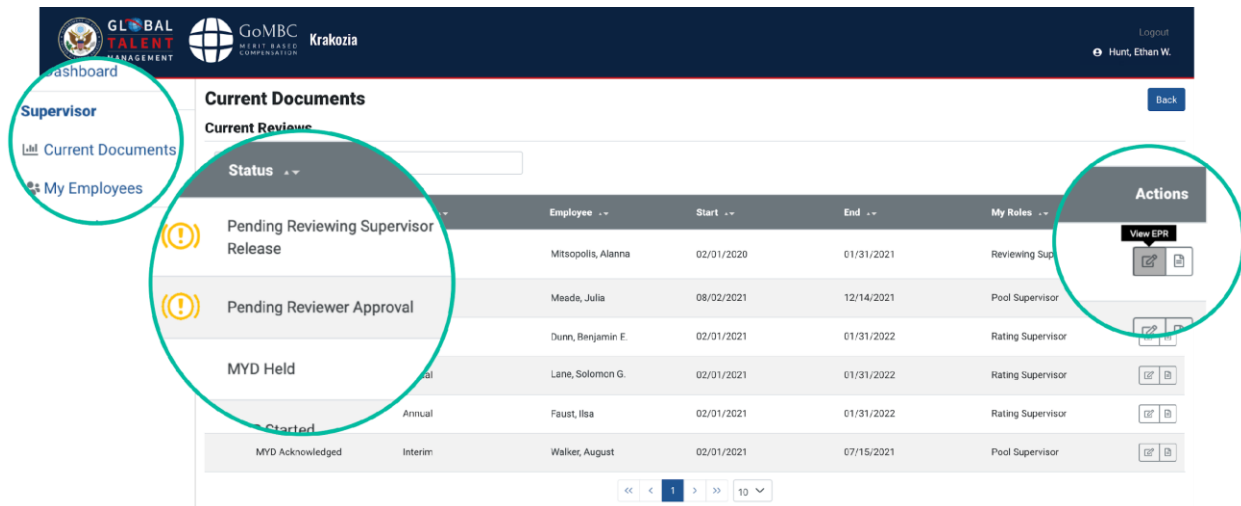 GLOBAL
TALENT
MANAGEMENT
GoMBC
MERIT BASED
COMPENSATION
Krakozia
Logout
Hunt, Ethan W.
Dashboard
Supervisor
Current Documents
My Employees
Current Documents
Back
Current Reviews
Status Employee Start End My Roles Actions
View EPR
Pending Reviewing Supervisor
Release
Mitsopolis, Alanna 02/01/2020 01/31/2021 Reviewing Sup
Pending Reviewer Approval Meade, Julia 08/02/2021 12/14/2021 Pool Supervisor
MYD Held Dunn, Benjamin E. 02/01/2021 01/31/2022 Rating Supervisor
Lane, Solomon G. 02/01/2021 01/31/2022 Rating Supervisor
Started Annual Faust, Ilsa 02/01/2021 01/31/2022 Rating Supervisor
MYD Acknowledged Interim Walker, August 02/01/2021 07/15/2021 Pool Supervisor
<< < 1 > >> 10